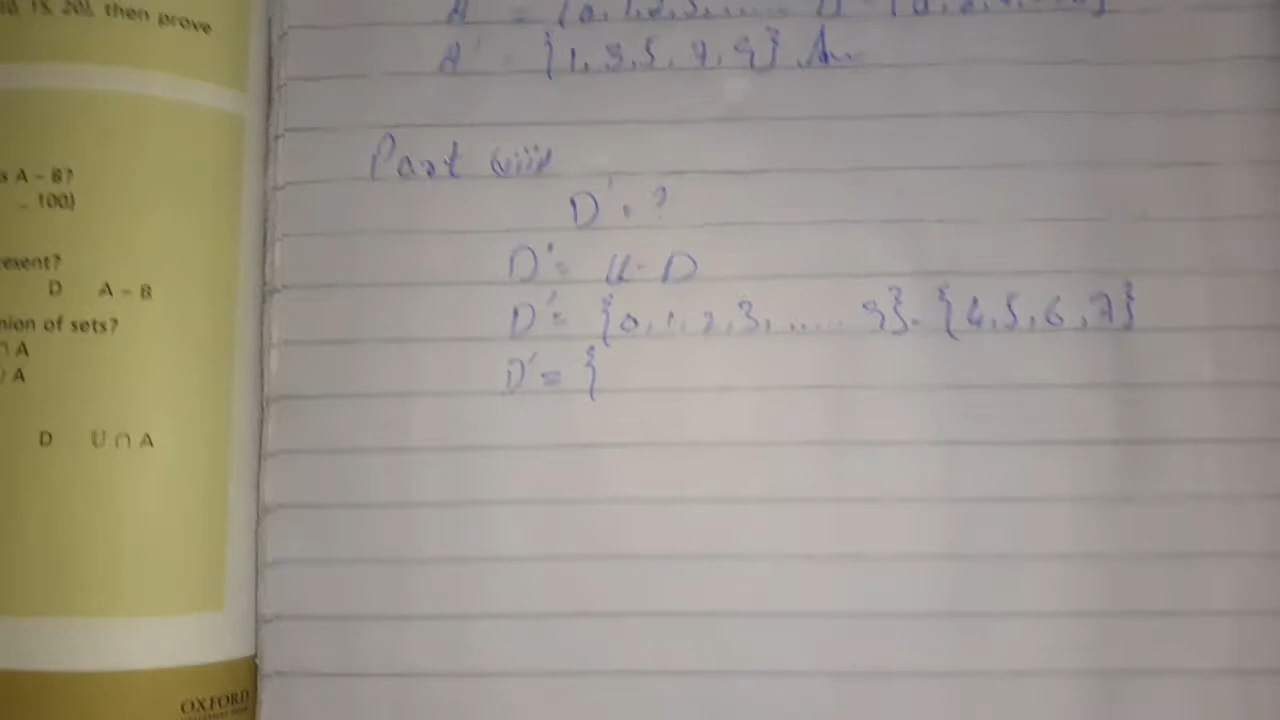 10, 15, 20}, then prove
A - B?
100}
esent?
D A - B
nion of sets?
∩ A
A
D U ∩ A
OXFORD
A' = {1, 3, 5, 7, 9} Ans
Part viii
D' = ?
D' = U - D
D' = {0, 1, 2, 3, ..... 9} - {4, 5, 6, 7}
D' = {